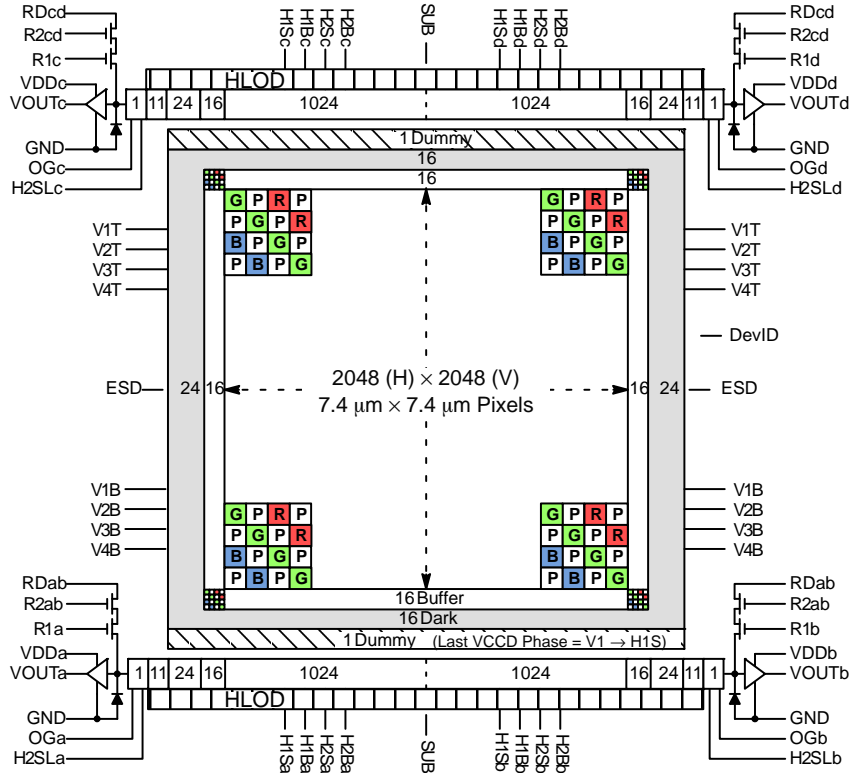 RDcd
R2cd
R1c
VDDc
VOUTc
GND
OGc
H2SLc
H1Sc
H1Bc
H2Sc
H2Bc
SUB
H1Sd
H1Bd
H2Sd
H2Bd
RDcd
R2cd
R1d
VDDd
VOUTd
GND
OGd
H2SLd
HLOD
1 11 24 16 1024 1024 16 24 11 1
1 Dummy
16
16
G P R P
P G P R
B P G P
P B P G
G P R P
P G P R
B P G P
P B P G
V1T
V2T
V3T
V4T
V1T
V2T
V3T
V4T
DevID
ESD
24 16
2048 (H) × 2048 (V)
7.4 μm × 7.4 μm Pixels
16 24
ESD
V1B
V2B
V3B
V4B
V1B
V2B
V3B
V4B
G P R P
P G P R
B P G P
P B P G
G P R P
P G P R
B P G P
P B P G
16 Buffer
16 Dark
1 Dummy (Last VCCD Phase = V1 → H1S)
RDab
R2ab
R1a
VDDa
VOUTa
GND
OGa
H2SLa
1 11 24 16 1024 1024 16 24 11 1
HLOD
H1Sa
H1Ba
H2Sa
H2Ba
SUB
H1Sb
H1Bb
H2Sb
H2Bb
RDab
R2ab
R1b
VDDb
VOUTb
GND
OGb
H2SLb